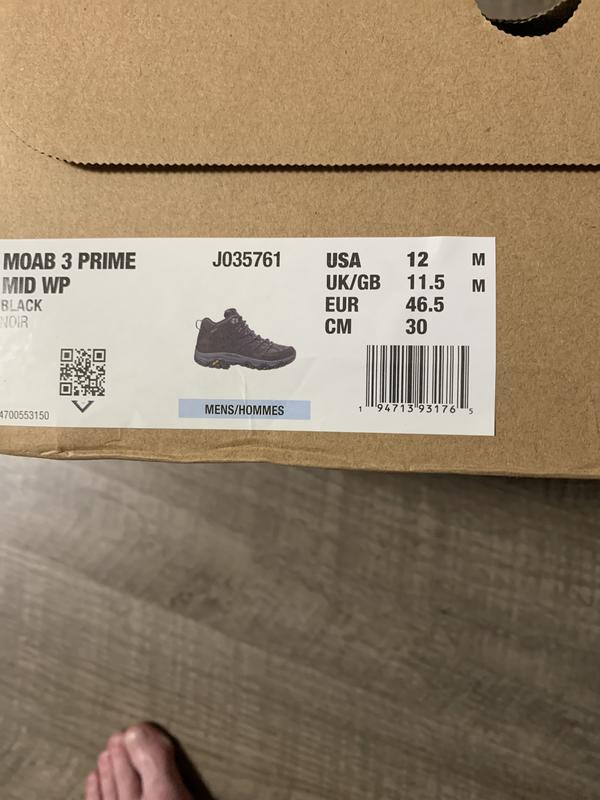 MOAB 3 PRIME
MID WP
BLACK
NOIR
4700553150
J035761
MENS/HOMMES
USA 12 M
UK/GB 11.5 M
EUR 46.5
CM 30
1 94713 93176 5